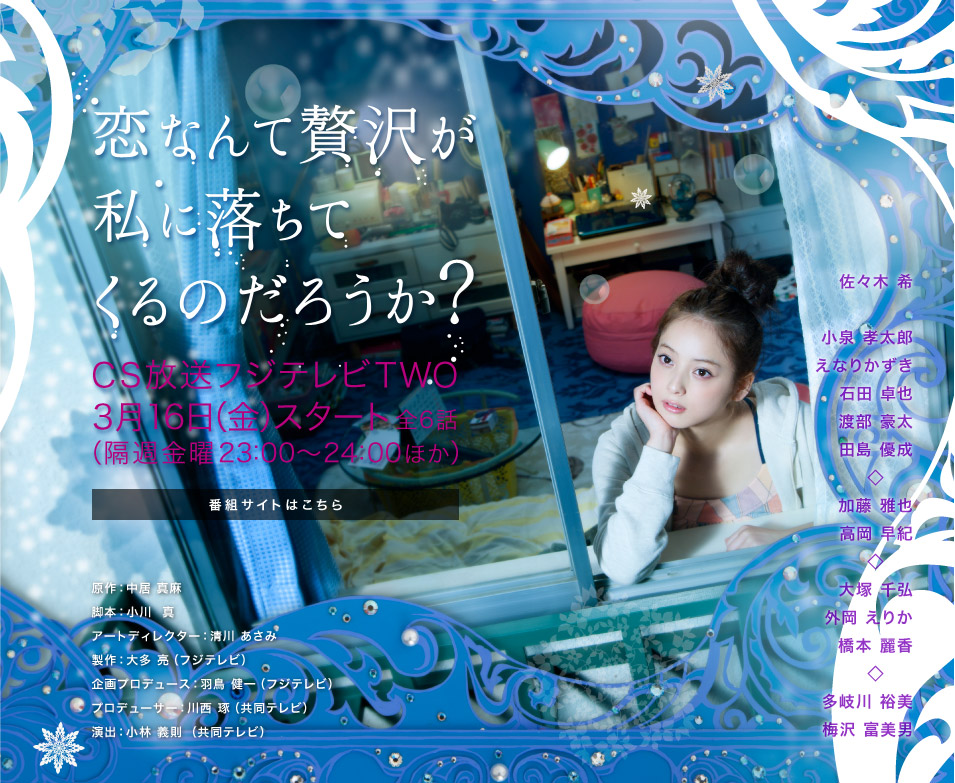 恋なんて贅沢が
私に落ちて
くるのだろうか?
CS放送フジテレビTWO
3月16日(金)スタート 全6話
(隔週金曜23:00～24:00ほか)
番組サイトはこちら
原作：中居 真麻
脚本：小川　真
アートディレクター：清川 あさみ
製作：大多 亮（フジテレビ）
企画プロデュース：羽鳥 健一（フジテレビ）
プロデューサー：川西 琢（共同テレビ）
演出：小林 義則（共同テレビ）
佐々木 希
小泉 孝太郎
えなりかずき
石田 卓也
渡部 豪太
田島 優成
◇
加藤 雅也
高岡 早紀
◇
大塚 千弘
外岡 えりか
橋本 麗香
◇
多岐川 裕美
梅沢 富美男